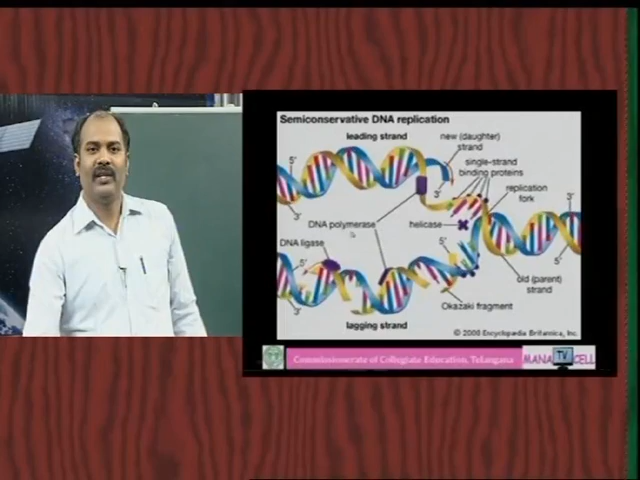 Semiconservative DNA replication
leading strand
new (daughter)
strand
single-strand
binding proteins
replication
fork
5'
3'
3'
3'
DNA polymerase
helicase
DNA ligase
5'
5'
5'
3'
old (parent)
strand
Okazaki fragment
lagging strand
© 2000 Encyclopædia Britannica, Inc.
Commissionerate of Collegiate Education, Telangana
MANA TV CELL